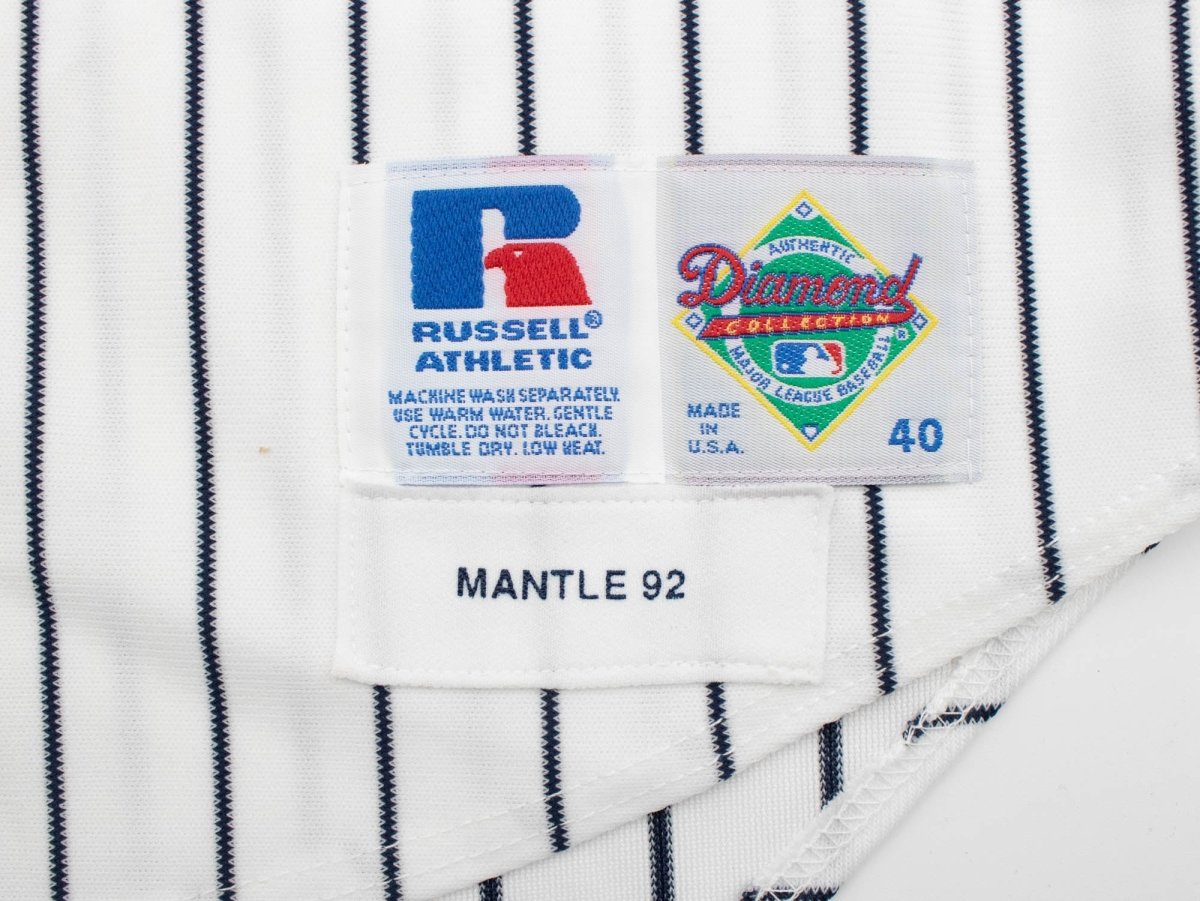 RUSSELL®
ATHLETIC
MACHINE WASH SEPARATELY.
USE WARM WATER. GENTLE
CYCLE. DO NOT BLEACH.
TUMBLE DRY. LOW HEAT.
AUTHENTIC
Diamond
COLLECTION
MAJOR LEAGUE BASEBALL ®
MADE
IN
U.S.A.
40
MANTLE 92